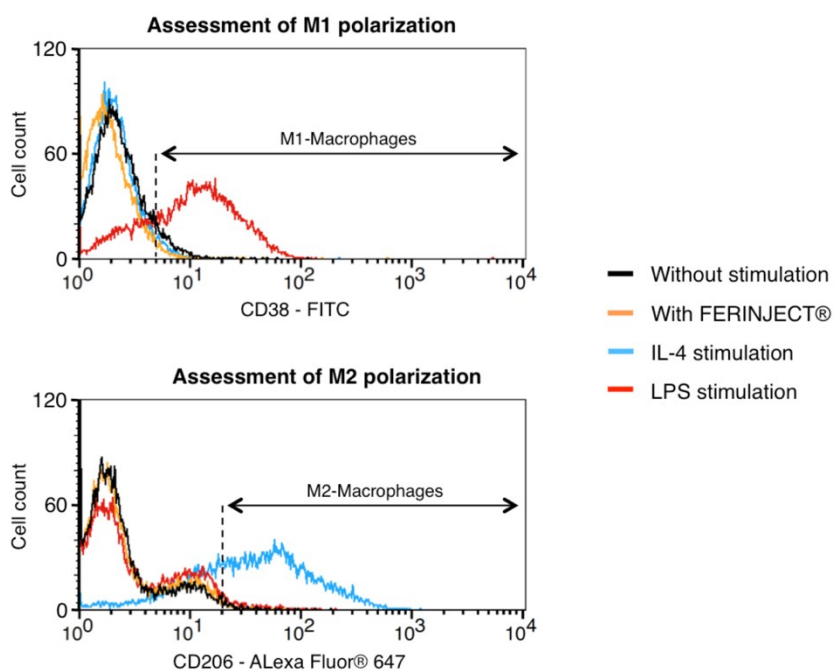 Assessment of M1 polarization
120
60
0
Cell count
M1-Macrophages
10⁰ 10¹ 10² 10³ 10⁴
CD38 - FITC
Without stimulation
With FERINJECT®
IL-4 stimulation
LPS stimulation
Assessment of M2 polarization
120
60
0
Cell count
M2-Macrophages
10⁰ 10¹ 10² 10³ 10⁴
CD206 - ALexa Fluor® 647